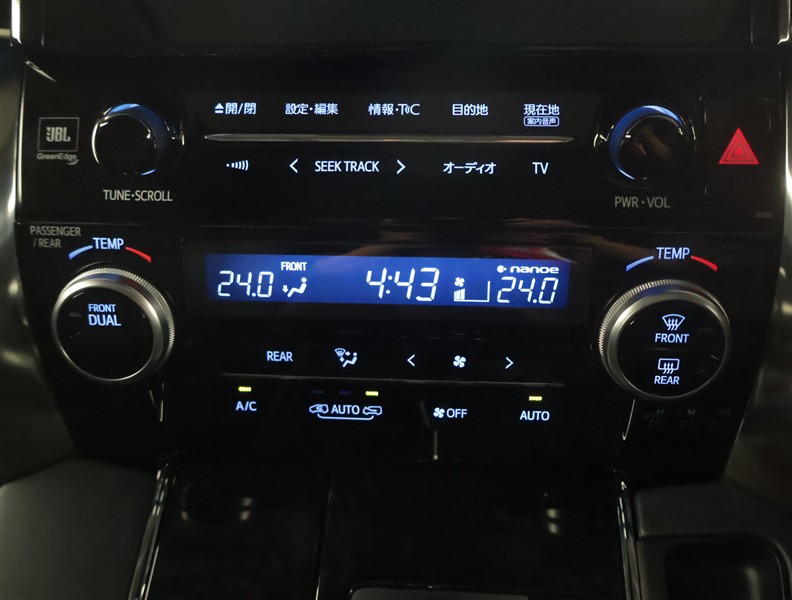 ▲開/閉 設定・編集 情報・TC 目的地 現在地
案内音声
JBL
GreenEdge
SEEK TRACK オーディオ TV
TUNE・SCROLL PWR・VOL
PASSENGER
/REAR
TEMP TEMP
FRONT nanoe
24.0 4:43 24.0
FRONT
DUAL
FRONT
REAR
REAR
A/C AUTO OFF AUTO